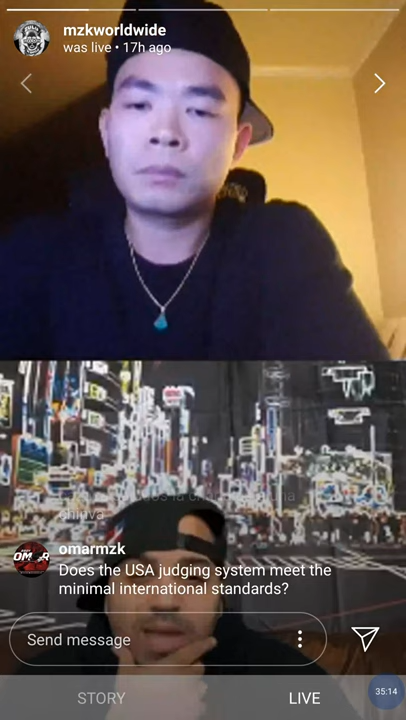 mzkworldwide
was live • 17h ago
chinva
omarmzk
Does the USA judging system meet the
minimal international standards?
Send message
STORY
LIVE
35:14